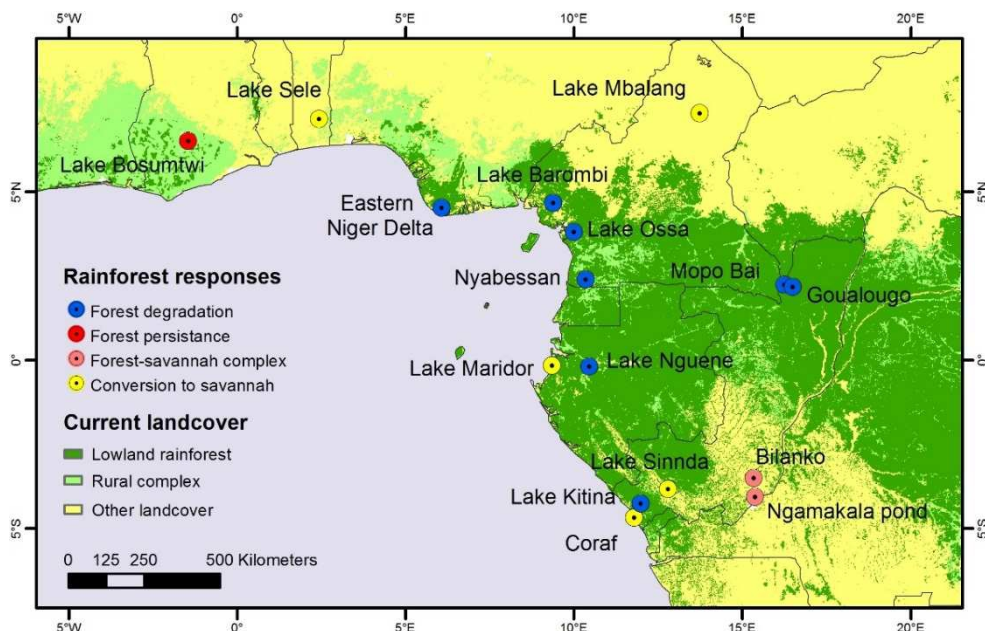 5°W 0° 5°E 10°E 15°E 20°E
Lake Sele
Lake Mbalang
Lake Bosumtwi
5°N
5°N
Lake Barombi
Eastern
Niger Delta
Lake Ossa
Rainforest responses
Nyabessan
Mopo Bai
Goualougo
Forest degradation
Forest persistance
Forest-savannah complex
Conversion to savannah
0°
0°
Lake Maridor
Lake Nguene
Current landcover
Lowland rainforest
Rural complex
Other landcover
Lake Sinnda
Bilanko
Lake Kitina
Ngamakala pond
5°S
5°S
Coraf
0 125 250 500 Kilometers
5°W 0° 5°E 10°E 15°E 20°E